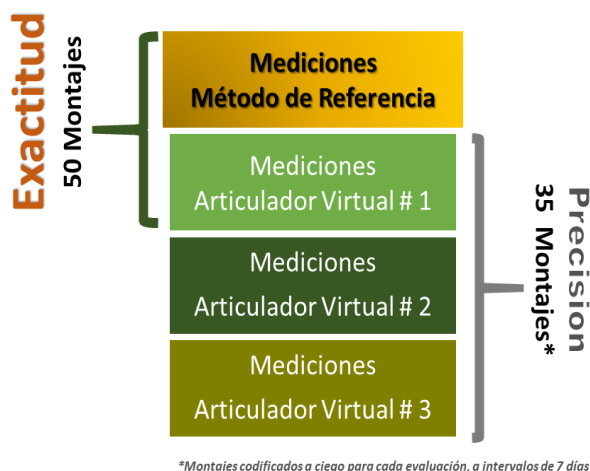 Exactitud
50 Montajes
Mediciones
Método de Referencia
Mediciones
Articulador Virtual # 1
Mediciones
Articulador Virtual # 2
Mediciones
Articulador Virtual # 3
Precision
35 Montajes*
*Montajes codificados a ciego para cada evaluación, a intervalos de 7 días